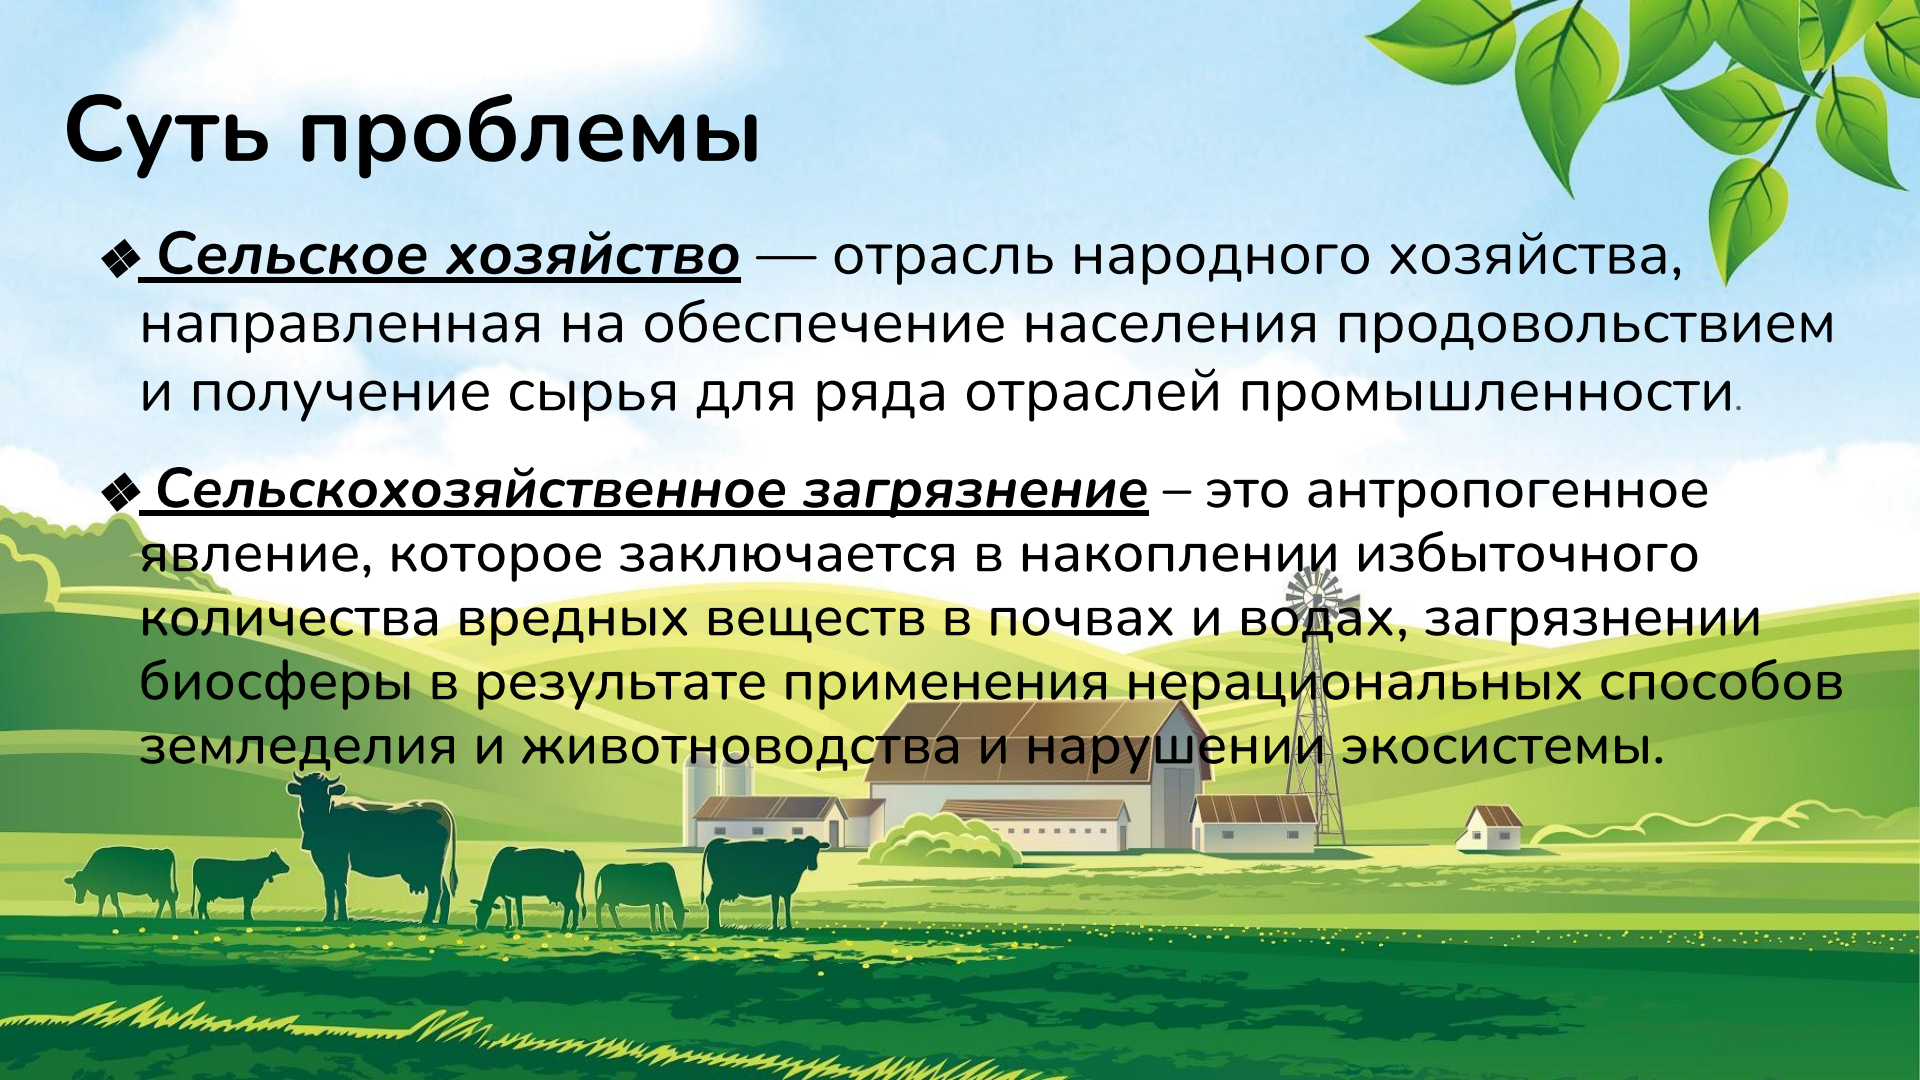 Суть проблемы
❖ Сельское хозяйство — отрасль народного хозяйства,
направленная на обеспечение населения продовольствием
и получение сырья для ряда отраслей промышленности.
❖ Сельскохозяйственное загрязнение – это антропогенное
явление, которое заключается в накоплении избыточного
количества вредных веществ в почвах и водах, загрязнении
биосферы в результате применения нерациональных способов
земледелия и животноводства и нарушении экосистемы.